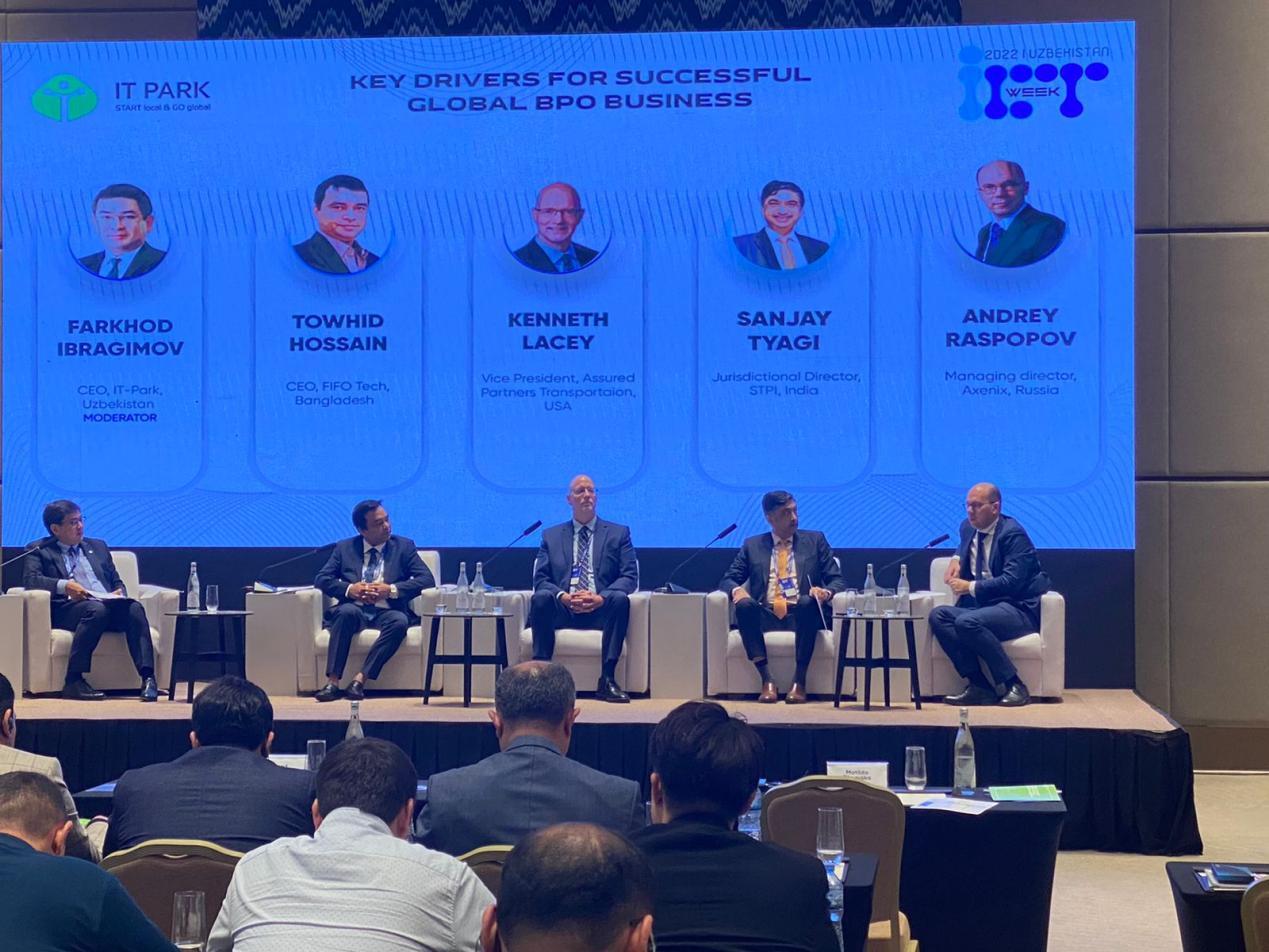 IT PARK
START local & GO global
KEY DRIVERS FOR SUCCESSFUL
GLOBAL BPO BUSINESS
2022 | UZBEKISTAN
ICT
WEEK
FARKHOD
IBRAGIMOV
CEO, IT-Park,
Uzbekistan
MODERATOR
TOWHID
HOSSAIN
CEO, FIFO Tech,
Bangladesh
KENNETH
LACEY
Vice President, Assured
Partners Transportaion,
USA
SANJAY
TYAGI
Jurisdictional Director,
STPI, India
ANDREY
RASPOPOV
Managing director,
Axenix, Russia